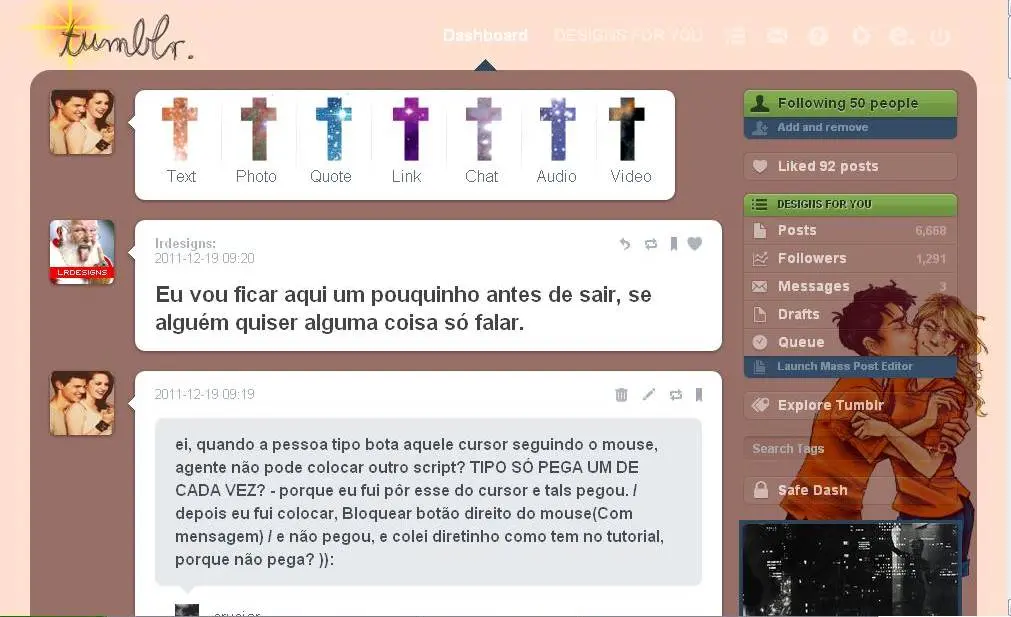 tumblr.
Dashboard DESIGNS FOR YOU
Text Photo Quote Link Chat Audio Video
lrdesigns:
2011-12-19 09:20
Eu vou ficar aqui um pouquinho antes de sair, se
alguém quiser alguma coisa só falar.
LRDESIGNS
2011-12-19 09:19
ei, quando a pessoa tipo bota aquele cursor seguindo o mouse,
agente não pode colocar outro script? TIPO SÓ PEGA UM DE
CADA VEZ? - porque eu fui pôr esse do cursor e tals pegou. /
depois eu fui colocar, Bloquear botão direito do mouse(Com
mensagem) / e não pegou, e colei diretinho como tem no tutorial,
porque não pega? )):
Following 50 people
Add and remove
Liked 92 posts
DESIGNS FOR YOU
Posts 6,668
Followers 1,291
Messages 3
Drafts
Queue
Launch Mass Post Editor
Explore Tumblr
Search Tags
Safe Dash